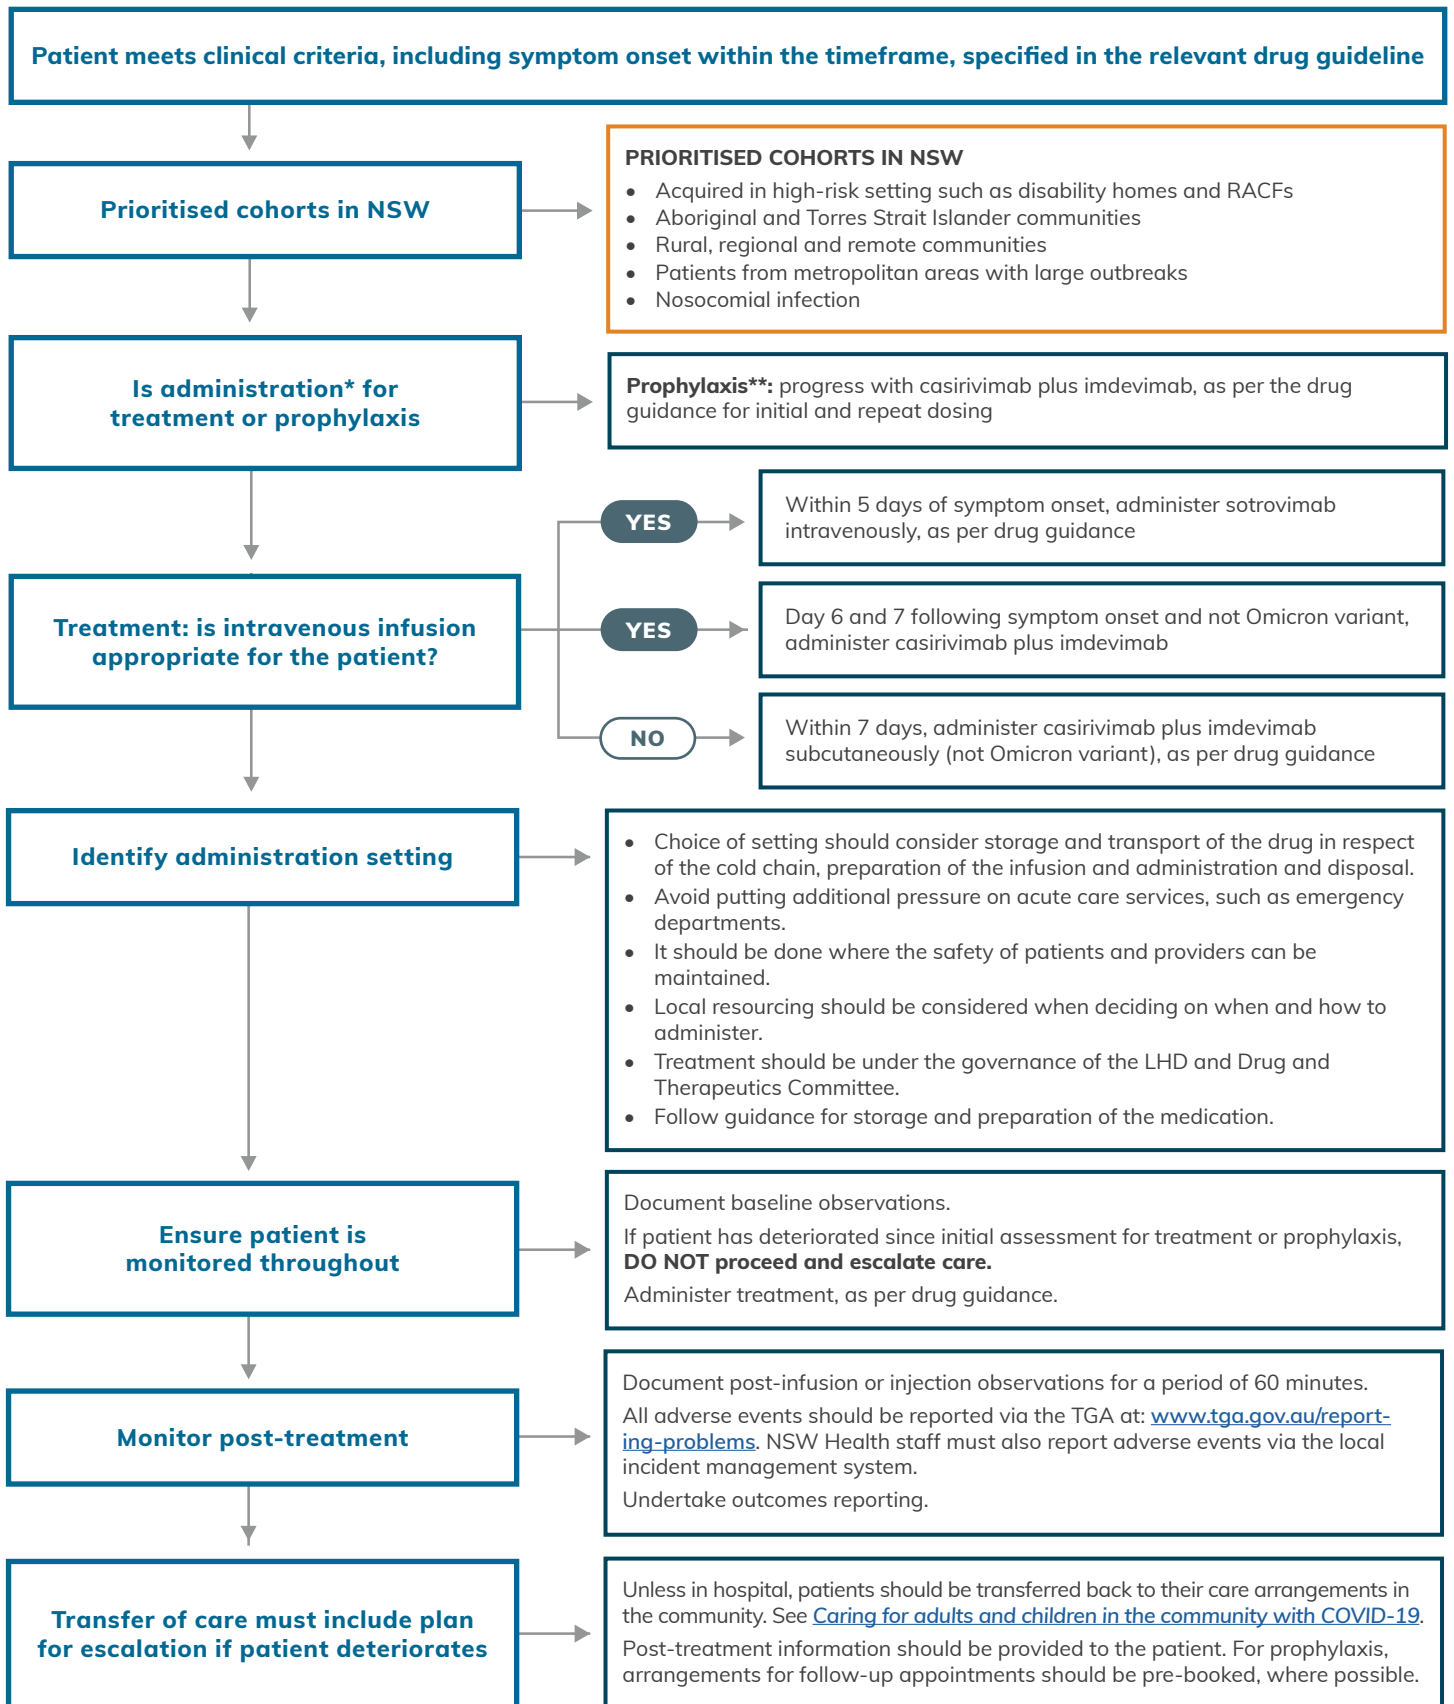 Patient meets clinical criteria, including symptom onset within the timeframe, specified in the relevant drug guideline
Prioritised cohorts in NSW
PRIORITISED COHORTS IN NSW
• Acquired in high-risk setting such as disability homes and RACFs
• Aboriginal and Torres Strait Islander communities
• Rural, regional and remote communities
• Patients from metropolitan areas with large outbreaks
• Nosocomial infection
Is administration* for
treatment or prophylaxis
Prophylaxis**: progress with casirivimab plus imdevimab, as per the drug
guidance for initial and repeat dosing
Treatment: is intravenous infusion
appropriate for the patient?
YES
Within 5 days of symptom onset, administer sotrovimab
intravenously, as per drug guidance
YES
Day 6 and 7 following symptom onset and not Omicron variant,
administer casirivimab plus imdevimab
NO
Within 7 days, administer casirivimab plus imdevimab
subcutaneously (not Omicron variant), as per drug guidance
Identify administration setting
• Choice of setting should consider storage and transport of the drug in respect
of the cold chain, preparation of the infusion and administration and disposal.
• Avoid putting additional pressure on acute care services, such as emergency
departments.
• It should be done where the safety of patients and providers can be
maintained.
• Local resourcing should be considered when deciding on when and how to
administer.
• Treatment should be under the governance of the LHD and Drug and
Therapeutics Committee.
• Follow guidance for storage and preparation of the medication.
Ensure patient is
monitored throughout
Document baseline observations.
If patient has deteriorated since initial assessment for treatment or prophylaxis,
DO NOT proceed and escalate care.
Administer treatment, as per drug guidance.
Monitor post-treatment
Document post-infusion or injection observations for a period of 60 minutes.
All adverse events should be reported via the TGA at: www.tga.gov.au/report-
ing-problems. NSW Health staff must also report adverse events via the local
incident management system.
Undertake outcomes reporting.
Transfer of care must include plan
for escalation if patient deteriorates
Unless in hospital, patients should be transferred back to their care arrangements in
the community. See Caring for adults and children in the community with COVID-19.
Post-treatment information should be provided to the patient. For prophylaxis,
arrangements for follow-up appointments should be pre-booked, where possible.